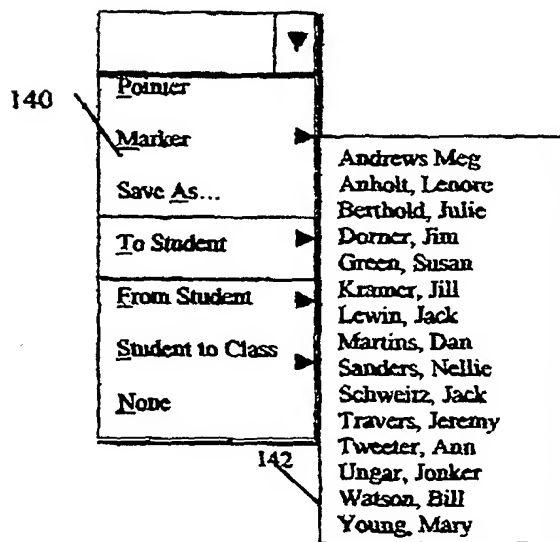 140
Pointer
Marker
Save As...
To Student
From Student
Student to Class
None
142
Andrews Meg
Anholt, Lenore
Berthold, Julie
Dorner, Jim
Green, Susan
Kramer, Jill
Lewin, Jack
Martins, Dan
Sanders, Nellie
Schweitz, Jack
Travers, Jeremy
Tweeter, Ann
Ungar, Jonker
Watson, Bill
Young, Mary